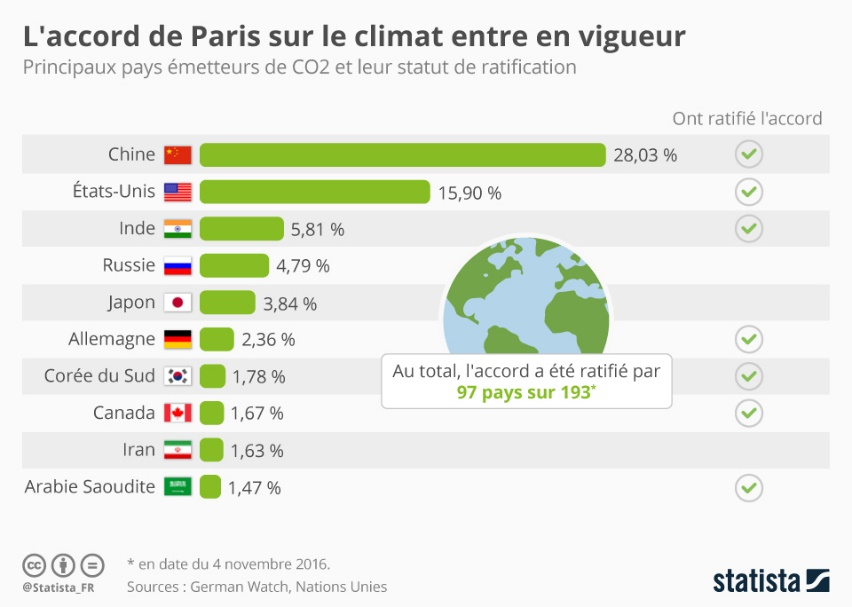 L'accord de Paris sur le climat entre en vigueur
Principaux pays émetteurs de CO2 et leur statut de ratification
Ont ratifié l'accord
Chine 28,03 %
États-Unis 15,90 %
Inde 5,81 %
Russie 4,79 %
Japon 3,84 %
Allemagne 2,36 %
Corée du Sud 1,78 %
Canada 1,67 %
Iran 1,63 %
Arabie Saoudite 1,47 %
Au total, l'accord a été ratifié par
97 pays sur 193*
* en date du 4 novembre 2016.
@Statista_FR Sources : German Watch, Nations Unies
cc
statista